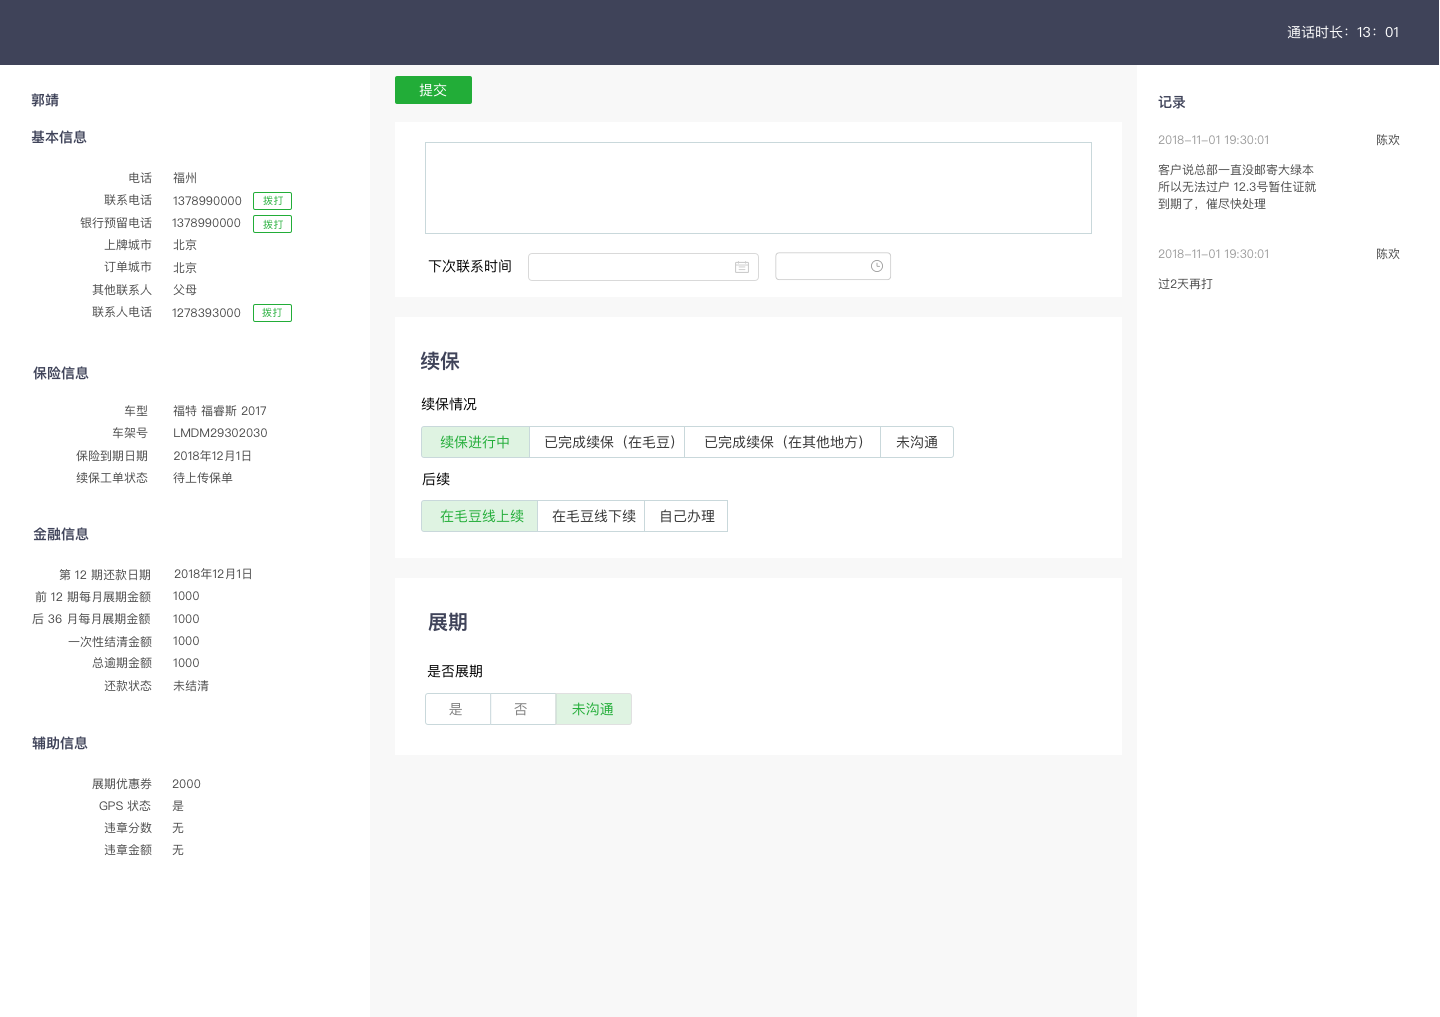 通话时长：13：01
郭靖
基本信息
电话 福州
联系电话 1378990000 拨打
银行预留电话 1378990000 拨打
上牌城市 北京
订单城市 北京
其他联系人 父母
联系人电话 1278393000 拨打
保险信息
车型 福特 福睿斯 2017
车架号 LMDM29302030
保险到期日期 2018年12月1日
续保工单状态 待上传保单
金融信息
第 12 期还款日期 2018年12月1日
前 12 期每月展期金额 1000
后 36 月每月展期金额 1000
一次性结清金额 1000
总逾期金额 1000
还款状态 未结清
辅助信息
展期优惠券 2000
GPS 状态 是
违章分数 无
违章金额 无
提交
下次联系时间
续保
续保情况
续保进行中 已完成续保（在毛豆） 已完成续保（在其他地方） 未沟通
后续
在毛豆线上续 在毛豆线下续 自己办理
展期
是否展期
是 否 未沟通
记录
2018-11-01 19:30:01 陈欢
客户说总部一直没邮寄大绿本
所以无法过户 12.3号暂住证就
到期了，催尽快处理
2018-11-01 19:30:01 陈欢
过2天再打